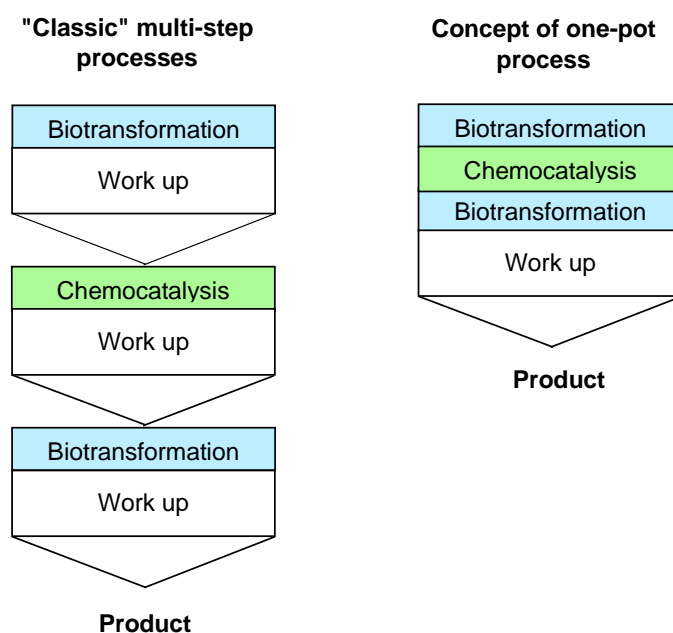 "Classic" multi-step
processes
Biotransformation
Work up
Chemocatalysis
Work up
Biotransformation
Work up
Product
Concept of one-pot
process
Biotransformation
Chemocatalysis
Biotransformation
Work up
Product